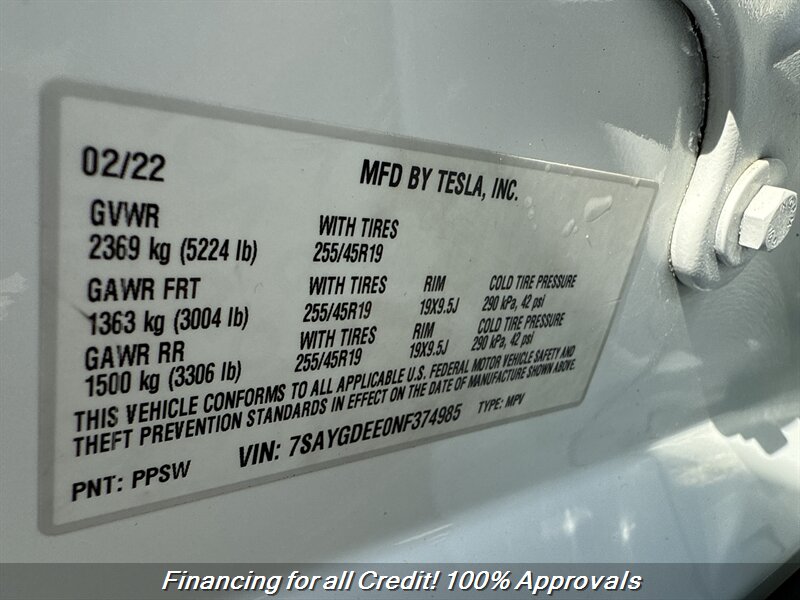 02/22
MFD BY TESLA, INC.
GVWR
2369 kg (5224 lb)
WITH TIRES
255/45R19
GAWR FRT
1363 kg (3004 lb)
WITH TIRES
255/45R19
RIM
19X9.5J
COLD TIRE PRESSURE
290 kPa, 42 psi
GAWR RR
1500 kg (3306 lb)
WITH TIRES
255/45R19
RIM
19X9.5J
COLD TIRE PRESSURE
290 kPa, 42 psi
THIS VEHICLE CONFORMS TO ALL APPLICABLE U.S. FEDERAL MOTOR VEHICLE SAFETY AND
THEFT PREVENTION STANDARDS IN EFFECT ON THE DATE OF MANUFACTURE SHOWN ABOVE.
PNT: PPSW
VIN: 7SAYGDEE0NF374985
TYPE: MPV
Financing for all Credit! 100% Approvals